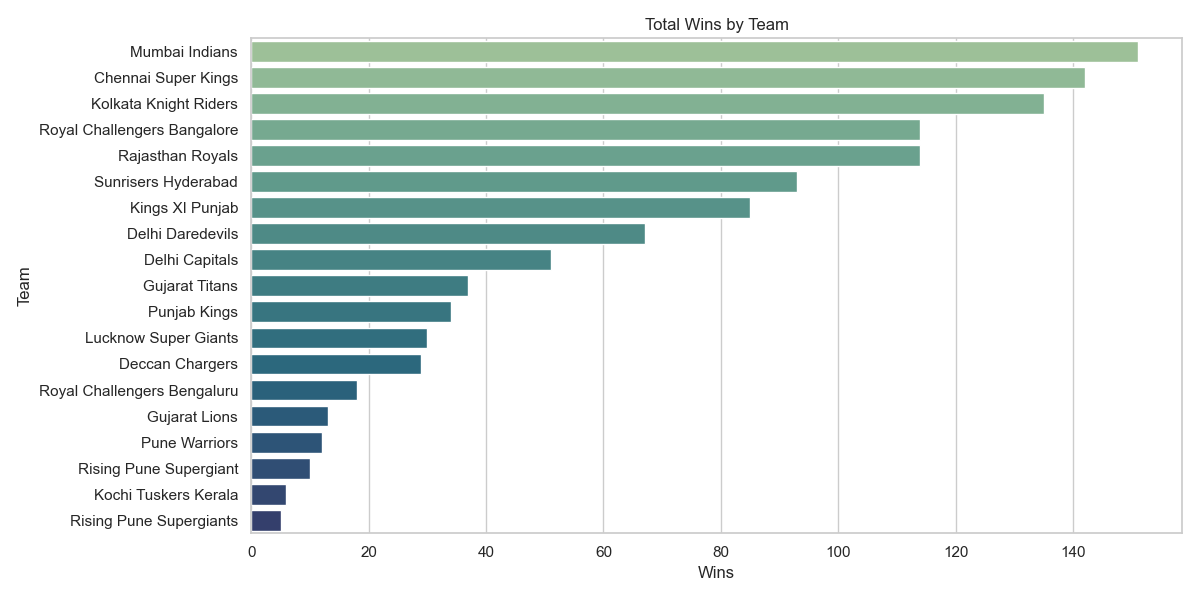 Total Wins by Team
Mumbai Indians
Chennai Super Kings
Kolkata Knight Riders
Royal Challengers Bangalore
Rajasthan Royals
Sunrisers Hyderabad
Kings XI Punjab
Delhi Daredevils
Delhi Capitals
Gujarat Titans
Punjab Kings
Lucknow Super Giants
Deccan Chargers
Royal Challengers Bengaluru
Gujarat Lions
Pune Warriors
Rising Pune Supergiant
Kochi Tuskers Kerala
Rising Pune Supergiants
Team
0 20 40 60 80 100 120 140
Wins